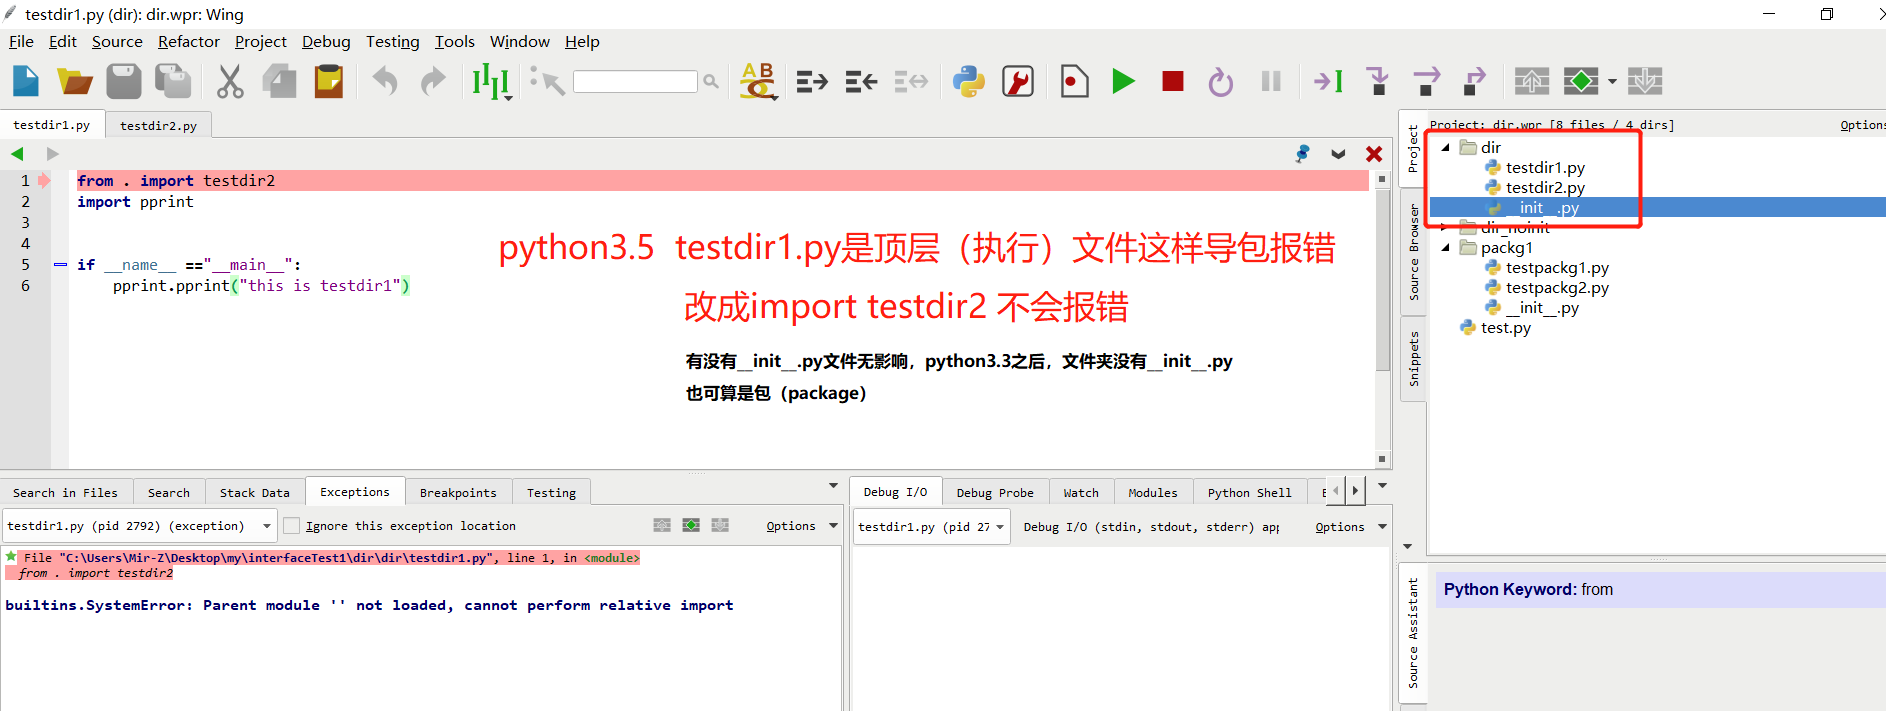 testdir1.py (dir): dir.wpr: Wing
File Edit Source Refactor Project Debug Testing Tools Window Help
testdir1.py testdir2.py
Project: dir.wpr [8 files / 4 dirs] Options
Project
Source Browser
Snippets
dir
testdir1.py
testdir2.py
__init__.py
dir_noinit
packg1
testpackg1.py
testpackg2.py
__init__.py
test.py
1 from . import testdir2
2 import pprint
3
4
5 if __name__ =="__main__":
6 pprint.pprint("this is testdir1")
python3.5 testdir1.py是顶层（执行）文件这样导包报错
改成import testdir2 不会报错
有没有__init__.py文件无影响，python3.3之后，文件夹没有__init__.py
也可算是包（package）
Search in Files Search Stack Data Exceptions Breakpoints Testing
testdir1.py (pid 2792) (exception) Ignore this exception location Options
File "C:\Users\Mir-Z\Desktop\my\interfaceTest1\dir\dir\testdir1.py", line 1, in <module>
from . import testdir2
builtins.SystemError: Parent module '' not loaded, cannot perform relative import
Debug I/O Debug Probe Watch Modules Python Shell
testdir1.py (pid 27 Debug I/O (stdin, stdout, stderr) app Options
Source Assistant
Python Keyword: from